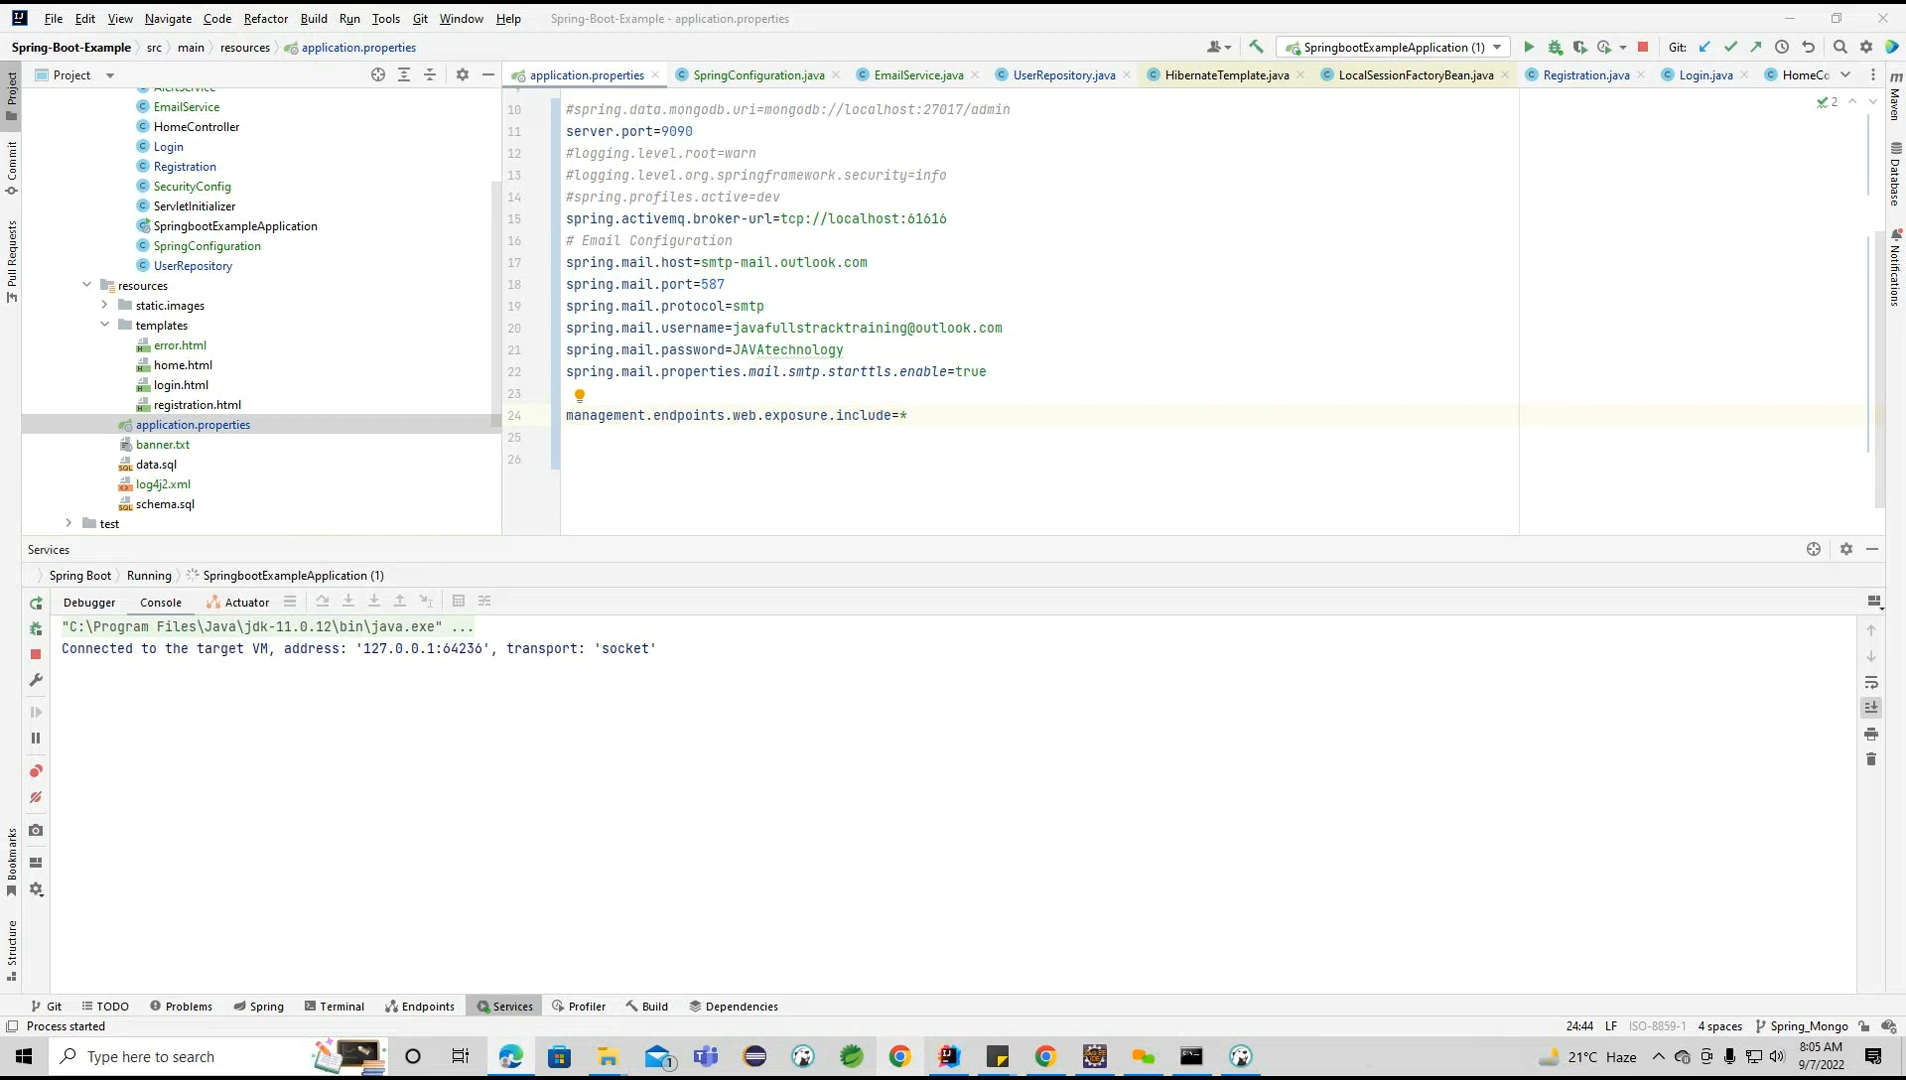 File Edit View Navigate Code Refactor Build Run Tools Git Window Help Spring-Boot-Example - application.properties
Spring-Boot-Example src main resources application.properties SpringbootExampleApplication (1) Git:
Project application.properties SpringConfiguration.java EmailService.java UserRepository.java HibernateTemplate.java LocalSessionFactoryBean.java Registration.java Login.java HomeCo
Project
Commit
Pull Requests
Bookmarks
Structure
Maven
Database
Notifications
EmailService
HomeController
Login
Registration
SecurityConfig
ServletInitializer
SpringbootExampleApplication
SpringConfiguration
UserRepository
resources
static.images
templates
error.html
home.html
login.html
registration.html
application.properties
banner.txt
data.sql
log4j2.xml
schema.sql
test
2
10 #spring.data.mongodb.uri=mongodb://localhost:27017/admin
11 server.port=9090
12 #logging.level.root=warn
13 #logging.level.org.springframework.security=info
14 #spring.profiles.active=dev
15 spring.activemq.broker-url=tcp://localhost:61616
16 # Email Configuration
17 spring.mail.host=smtp-mail.outlook.com
18 spring.mail.port=587
19 spring.mail.protocol=smtp
20 spring.mail.username=javafullstracktraining@outlook.com
21 spring.mail.password=JAVAtechnology
22 spring.mail.properties.mail.smtp.starttls.enable=true
23
24 management.endpoints.web.exposure.include=*
25
26
Services
Spring Boot Running SpringbootExampleApplication (1)
Debugger Console Actuator
"C:\Program Files\Java\jdk-11.0.12\bin\java.exe" ...
Connected to the target VM, address: '127.0.0.1:64236', transport: 'socket'
Git TODO Problems Spring Terminal Endpoints Services Profiler Build Dependencies
Process started 24:44 LF ISO-8859-1 4 spaces Spring_Mongo
Type here to search 1 21°C Haze 8:05 AM
9/7/2022